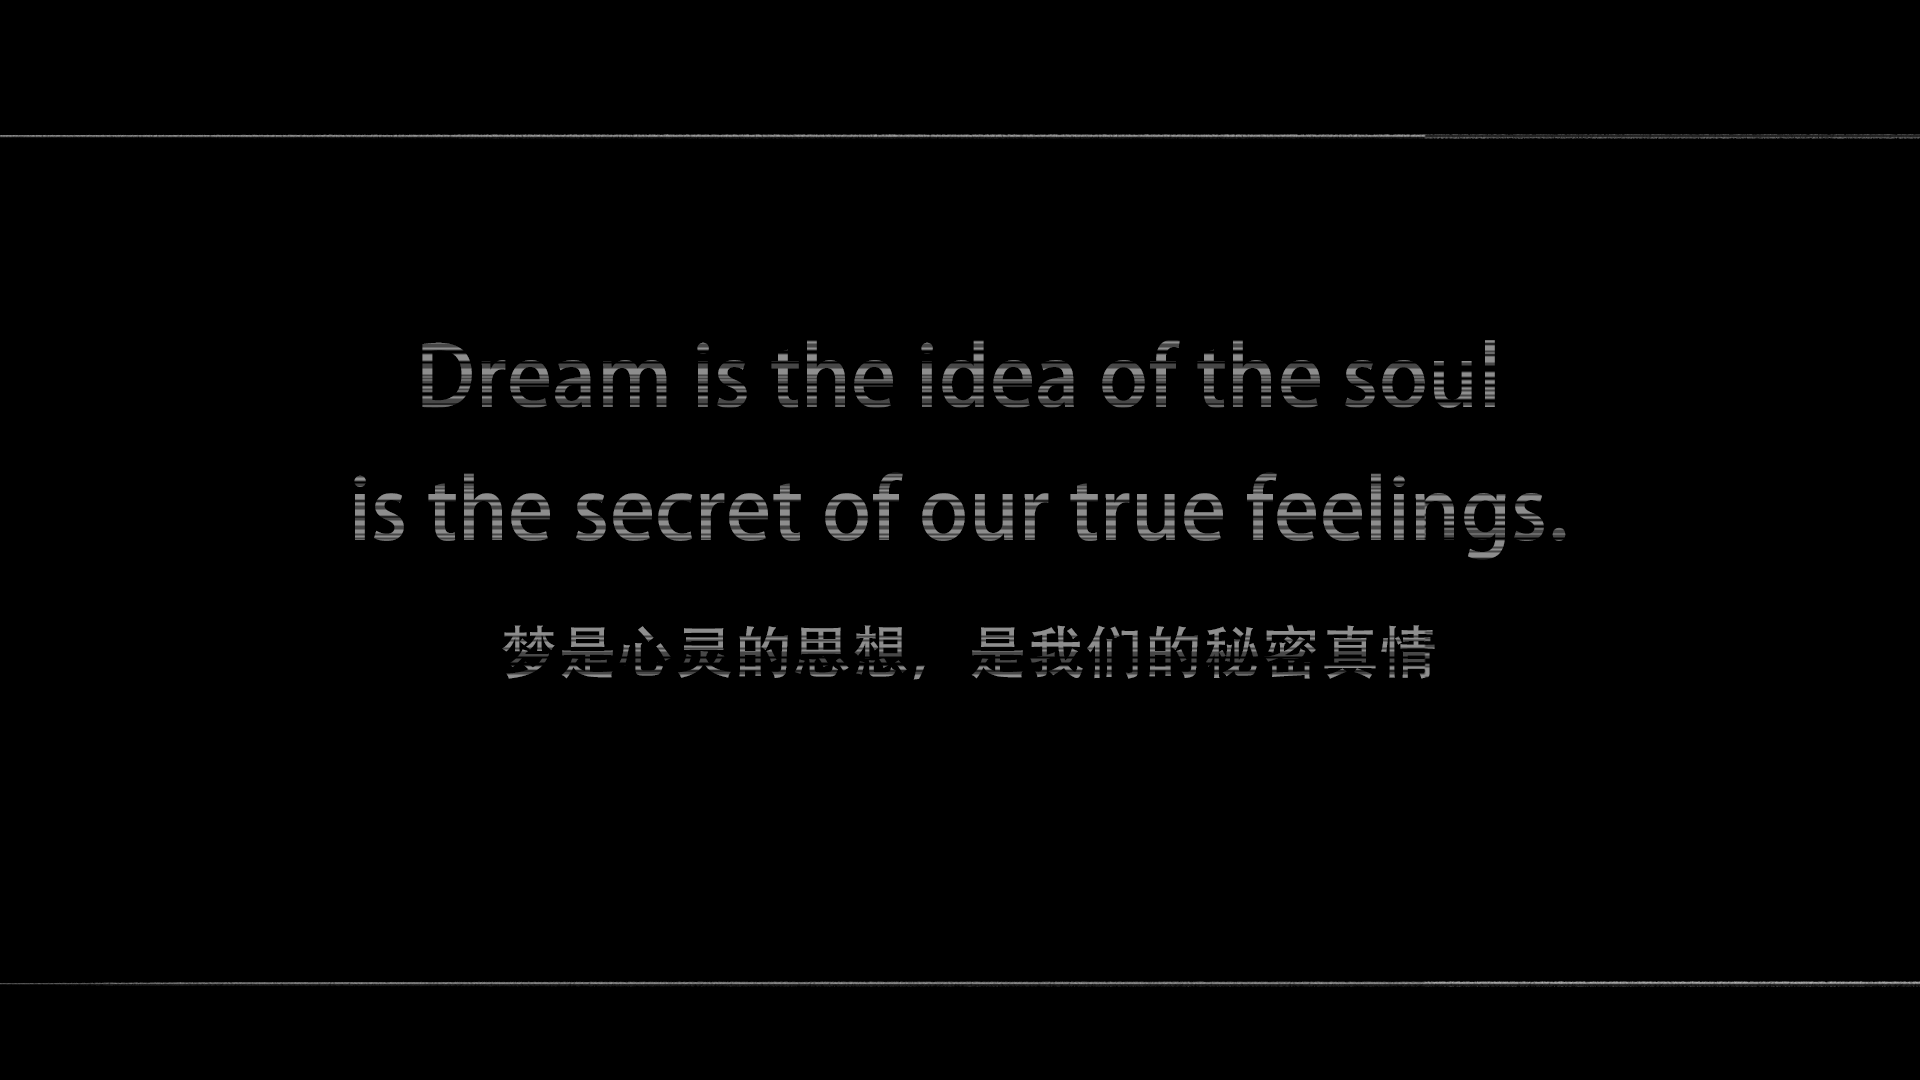 Dream is the idea of the soul
is the secret of our true feelings.
梦是心灵的思想，是我们的秘密真情